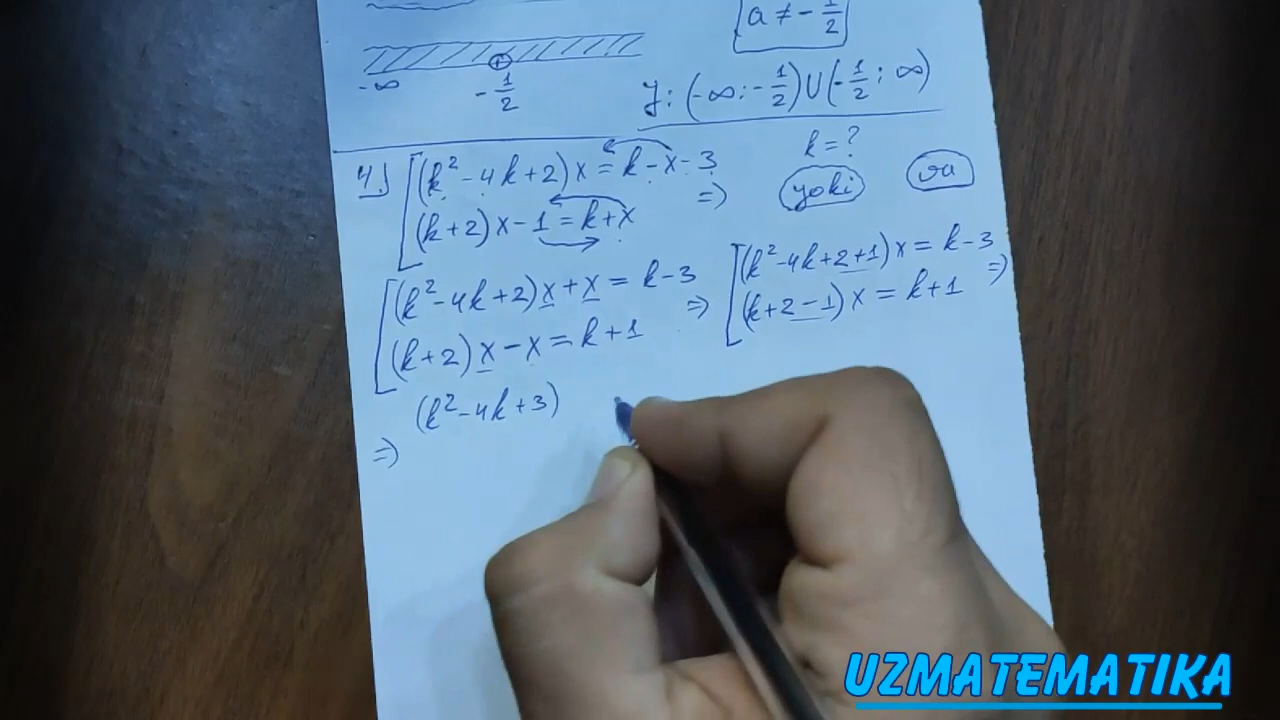 a ≠ - 1/2
-∞ - 1/2
J: (-∞; - 1/2) U (- 1/2; ∞)
4) [ (k² - 4k + 2) x = k - x - 3
(k + 2) x - 1 = k + x =>
k = ?
yoki va
[ (k² - 4k + 2) x + x = k - 3
(k + 2) x - x = k + 1 =>
[ (k² - 4k + 2 + 1) x = k - 3
(k + 2 - 1) x = k + 1 =>
=> (k² - 4k + 3)
UZMATEMATIKA